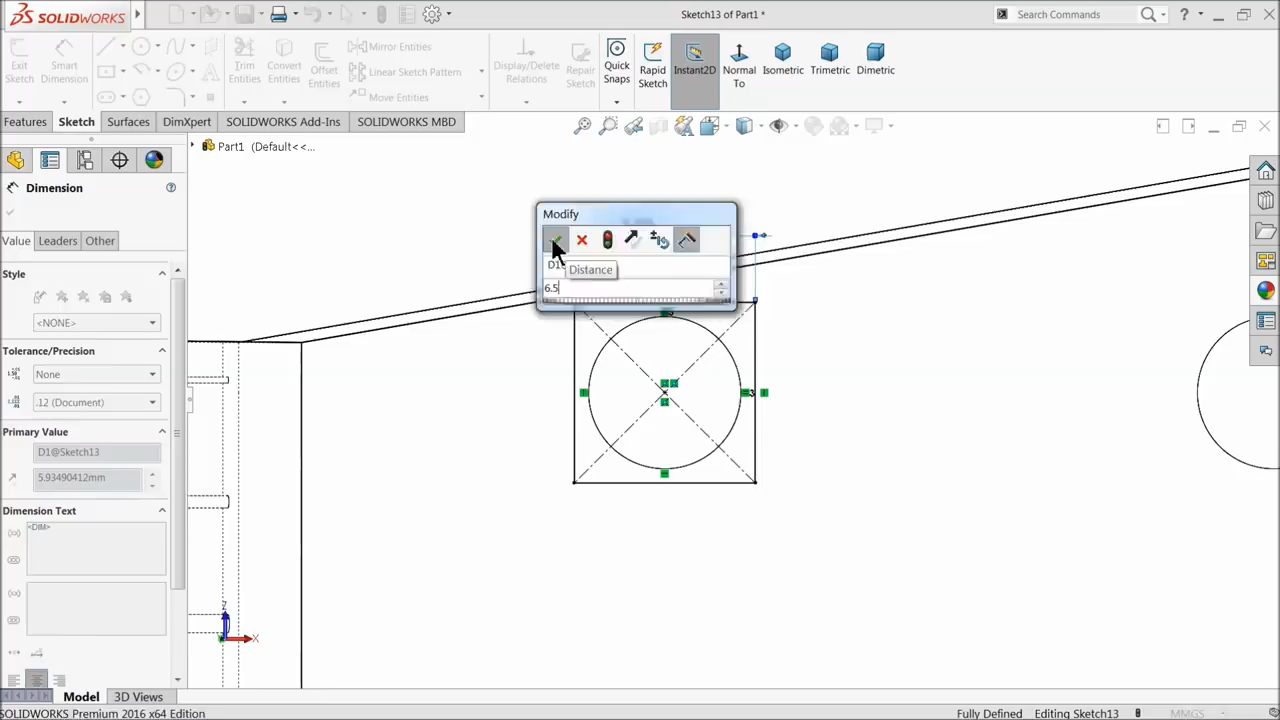 SOLIDWORKS
Sketch13 of Part1 *
Search Commands
Exit Sketch
Smart Dimension
Trim Entities
Convert Entities
Offset Entities
Mirror Entities
Linear Sketch Pattern
Move Entities
Display/Delete Relations
Repair Sketch
Quick Snaps
Rapid Sketch
Instant2D
Normal To
Isometric
Trimetric
Dimetric
Features
Sketch
Surfaces
DimXpert
SOLIDWORKS Add-Ins
SOLIDWORKS MBD
Part1 (Default<<...
Dimension
Value
Leaders
Other
Style
<NONE>
Tolerance/Precision
None
.12 (Document)
Primary Value
D1@Sketch13
5.93490412mm
Dimension Text
<DIM>
Modify
Distance
6.5
Z
X
Model
3D Views
SOLIDWORKS Premium 2016 x64 Edition
Fully Defined
Editing Sketch13
MMGS